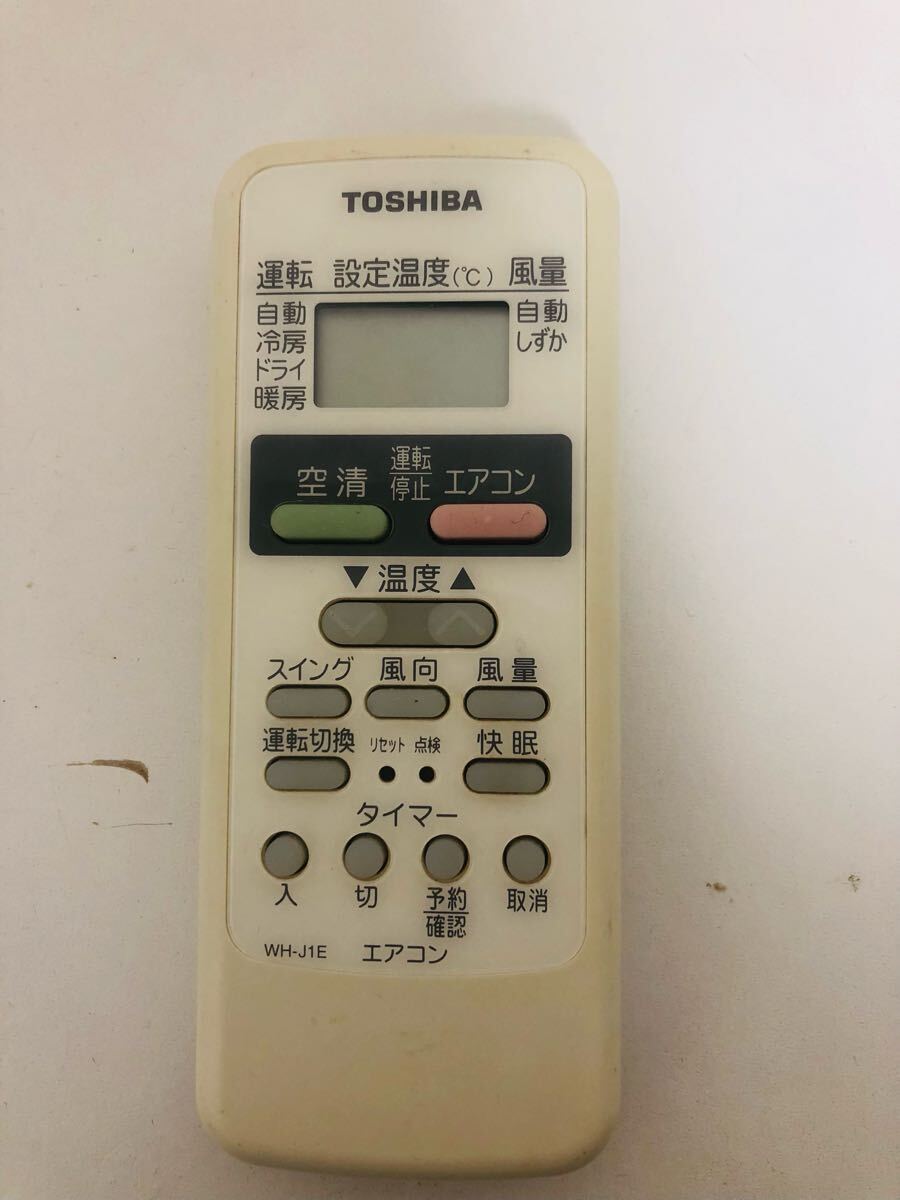 TOSHIBA
運転 設定温度(℃) 風量
自動 自動
冷房 しずか
ドライ
暖房
空清 運転/停止 エアコン
▼ 温度 ▲
スイング 風向 風量
運転切換 リセット 点検 快眠
タイマー
入 切 予約/確認 取消
WH-J1E エアコン